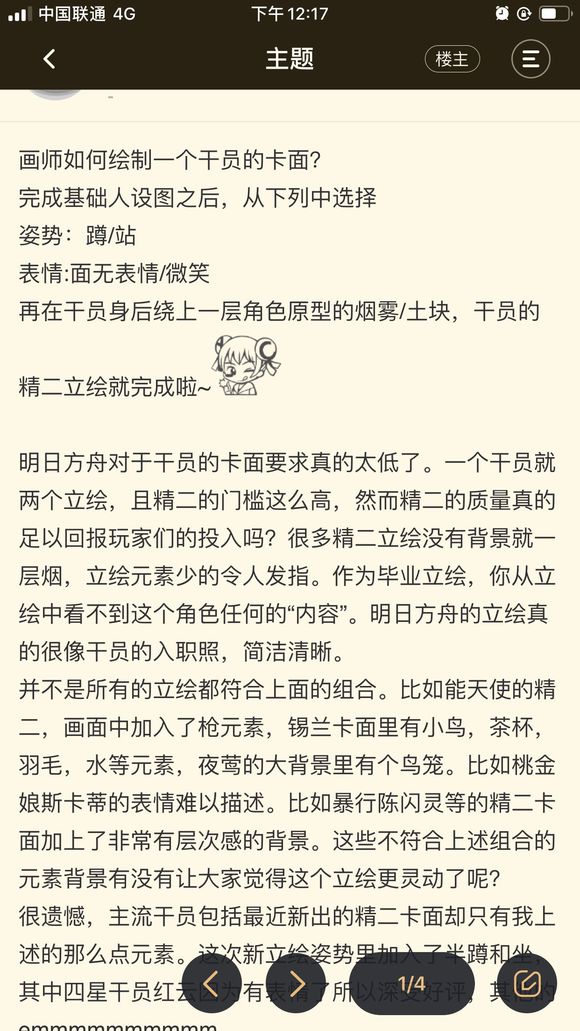 中国联通 4G
下午12:17
主题
楼主
画师如何绘制一个干员的卡面?
完成基础人设图之后，从下列中选择
姿势：蹲/站
表情:面无表情/微笑
再在干员身后绕上一层角色原型的烟雾/土块，干员的
精二立绘就完成啦~
明日方舟对于干员的卡面要求真的太低了。一个干员就
两个立绘，且精二的门槛这么高，然而精二的质量真的
足以回报玩家们的投入吗？很多精二立绘没有背景就一
层烟，立绘元素少的令人发指。作为毕业立绘，你从立
绘中看不到这个角色任何的“内容”。明日方舟的立绘真
的很像干员的入职照，简洁清晰。
并不是所有的立绘都符合上面的组合。比如能天使的精
二，画面中加入了枪元素，锡兰卡面里有小鸟，茶杯，
羽毛，水等元素，夜莺的大背景里有个鸟笼。比如桃金
娘斯卡蒂的表情难以描述。比如暴行陈闪灵等的精二卡
面加上了非常有层次感的背景。这些不符合上述组合的
元素背景有没有让大家觉得这个立绘更灵动了呢？
很遗憾，主流干员包括最近新出的精二卡面却只有我上
述的那么点元素。这次新立绘姿势里加入了半蹲和坐，
其中四星干员红云因为有表情了所以深受好评，其他的
emmmmmmmmmmm
1/4